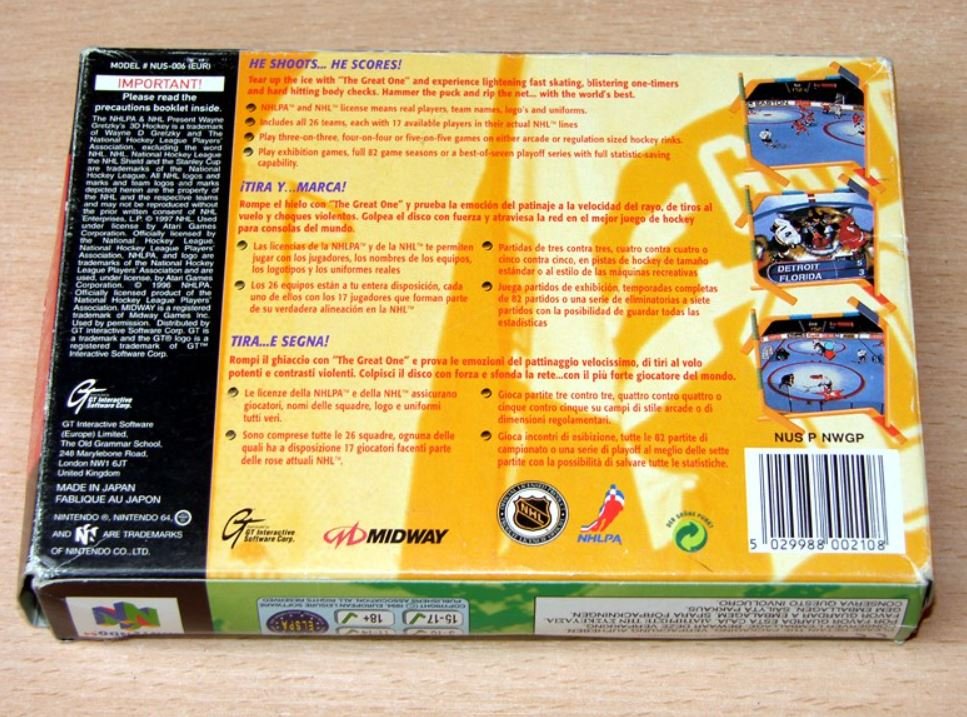 MODEL # NUS-006 (EUR)
IMPORTANT!
Please read the
precautions booklet inside.
The NHLPA & NHL Present Wayne
Gretzky's 3D Hockey is a trademark
of Wayne D Gretzky and The
National Hockey League Players'
Association, excluding the word
NHL. NHL, National Hockey League
the NHL Shield and the Stanley Cup
are trademarks of the National
Hockey League. All NHL logos and
marks and team logos and marks
depicted herein are the property of
the NHL and the respective teams
and may not be reproduced without
the prior written consent of NHL
Enterprises, L.P. © 1997 NHL. Used
under license by Atari Games
Corporation. Officially licensed by
the National Hockey League.
National Hockey League Players'
Association, NHLPA, and logo are
trademarks of the National Hockey
League Players' Association and are
used, under license, by Atari Games
Corporation. © 1996 NHLPA.
Officially licensed product of the
National Hockey League Players'
Association. MIDWAY is a registered
trademark of Midway Games Inc.
Used by permission. Distributed by
GT Interactive Software Corp. GT is
a trademark and the GT® logo is a
registered trademark of GT™
Interactive Software Corp.
GT Interactive
Software Corp.
GT Interactive Software
(Europe) Limited,
The Old Grammar School,
248 Marylebone Road,
London NW1 6JT
United Kingdom
MADE IN JAPAN
FABLIQUE AU JAPON
NINTENDO ®, NINTENDO 64,
AND N ARE TRADEMARKS
OF NINTENDO CO., LTD.
HE SHOOTS... HE SCORES!
Tear up the ice with "The Great One" and experience lightening fast skating, blistering one-timers
and hard hitting body checks. Hammer the puck and rip the net... with the world's best.
NHLPA™ and NHL™ license means real players, team names, logo's and uniforms.
Includes all 26 teams, each with 17 available players in their actual NHL™ lines
Play three-on-three, four-on-four or five-on-five games on either arcade or regulation sized hockey rinks.
Play exhibition games, full 82 game seasons or a best-of-seven playoff series with full statistic-saving
capability.
¡TIRA Y...MARCA!
Rompe el hielo con "The Great One" y prueba la emoción del patinaje a la velocidad del rayo, de tiros al
vuelo y choques violentos. Golpea el disco con fuerza y atraviesa la red en el mejor juego de hockey
para consolas del mundo.
Las licencias de la NHLPA™ y de la NHL™ te permiten
jugar con los jugadores, los nombres de los equipos,
los logotipos y los uniformes reales
Los 26 equipos están a tu entera disposición, cada
uno de ellos con los 17 jugadores que forman parte
de su verdadera alineación en la NHL™
Partidas de tres contra tres, cuatro contra cuatro o
cinco contra cinco, en pistas de hockey de tamaño
estándar o al estilo de las máquinas recreativas
Juega partidos de exhibición, temporadas completas
de 82 partidos o una serie de eliminatorias a siete
partidos con la posibilidad de guardar todas las
estadísticas
TIRA...E SEGNA!
Rompi il ghiaccio con "The Great One" e prova le emozioni del pattinaggio velocissimo, di tiri al volo
potenti e contrasti violenti. Colpisci il disco con forza e sfonda la rete...con il più forte giocatore del mondo.
Le licenze della NHLPA™ e della NHL™ assicurano
giocatori, nomi delle squadre, logo e uniformi
tutti veri.
Sono comprese tutte le 26 squadre, ognuna delle
quali ha a disposizione 17 giocatori facenti parte
delle rose attuali NHL™.
Gioca partite tre contro tre, quattro contro quattro o
cinque contro cinque su campi di stile arcade o di
dimensioni regolamentari.
Gioca incontri di esibizione, tutte le 82 partite di
campionato o una serie di playoff al meglio delle sette
partite con la possibilità di salvare tutte le statistiche.
EASTON
DETROIT 5
FLORIDA 3
NUS P NWGP
5 029988 002108
GT Interactive
Software Corp.
MIDWAY
NHL
NHLPA
DER GRÜNE PUNKT
COPYRIGHT © 1994, EUROPEAN LEISURE SOFTWARE
PUBLISHERS ASSOCIATION. ALL RIGHTS RESERVED
ELSPA
15-17
18+